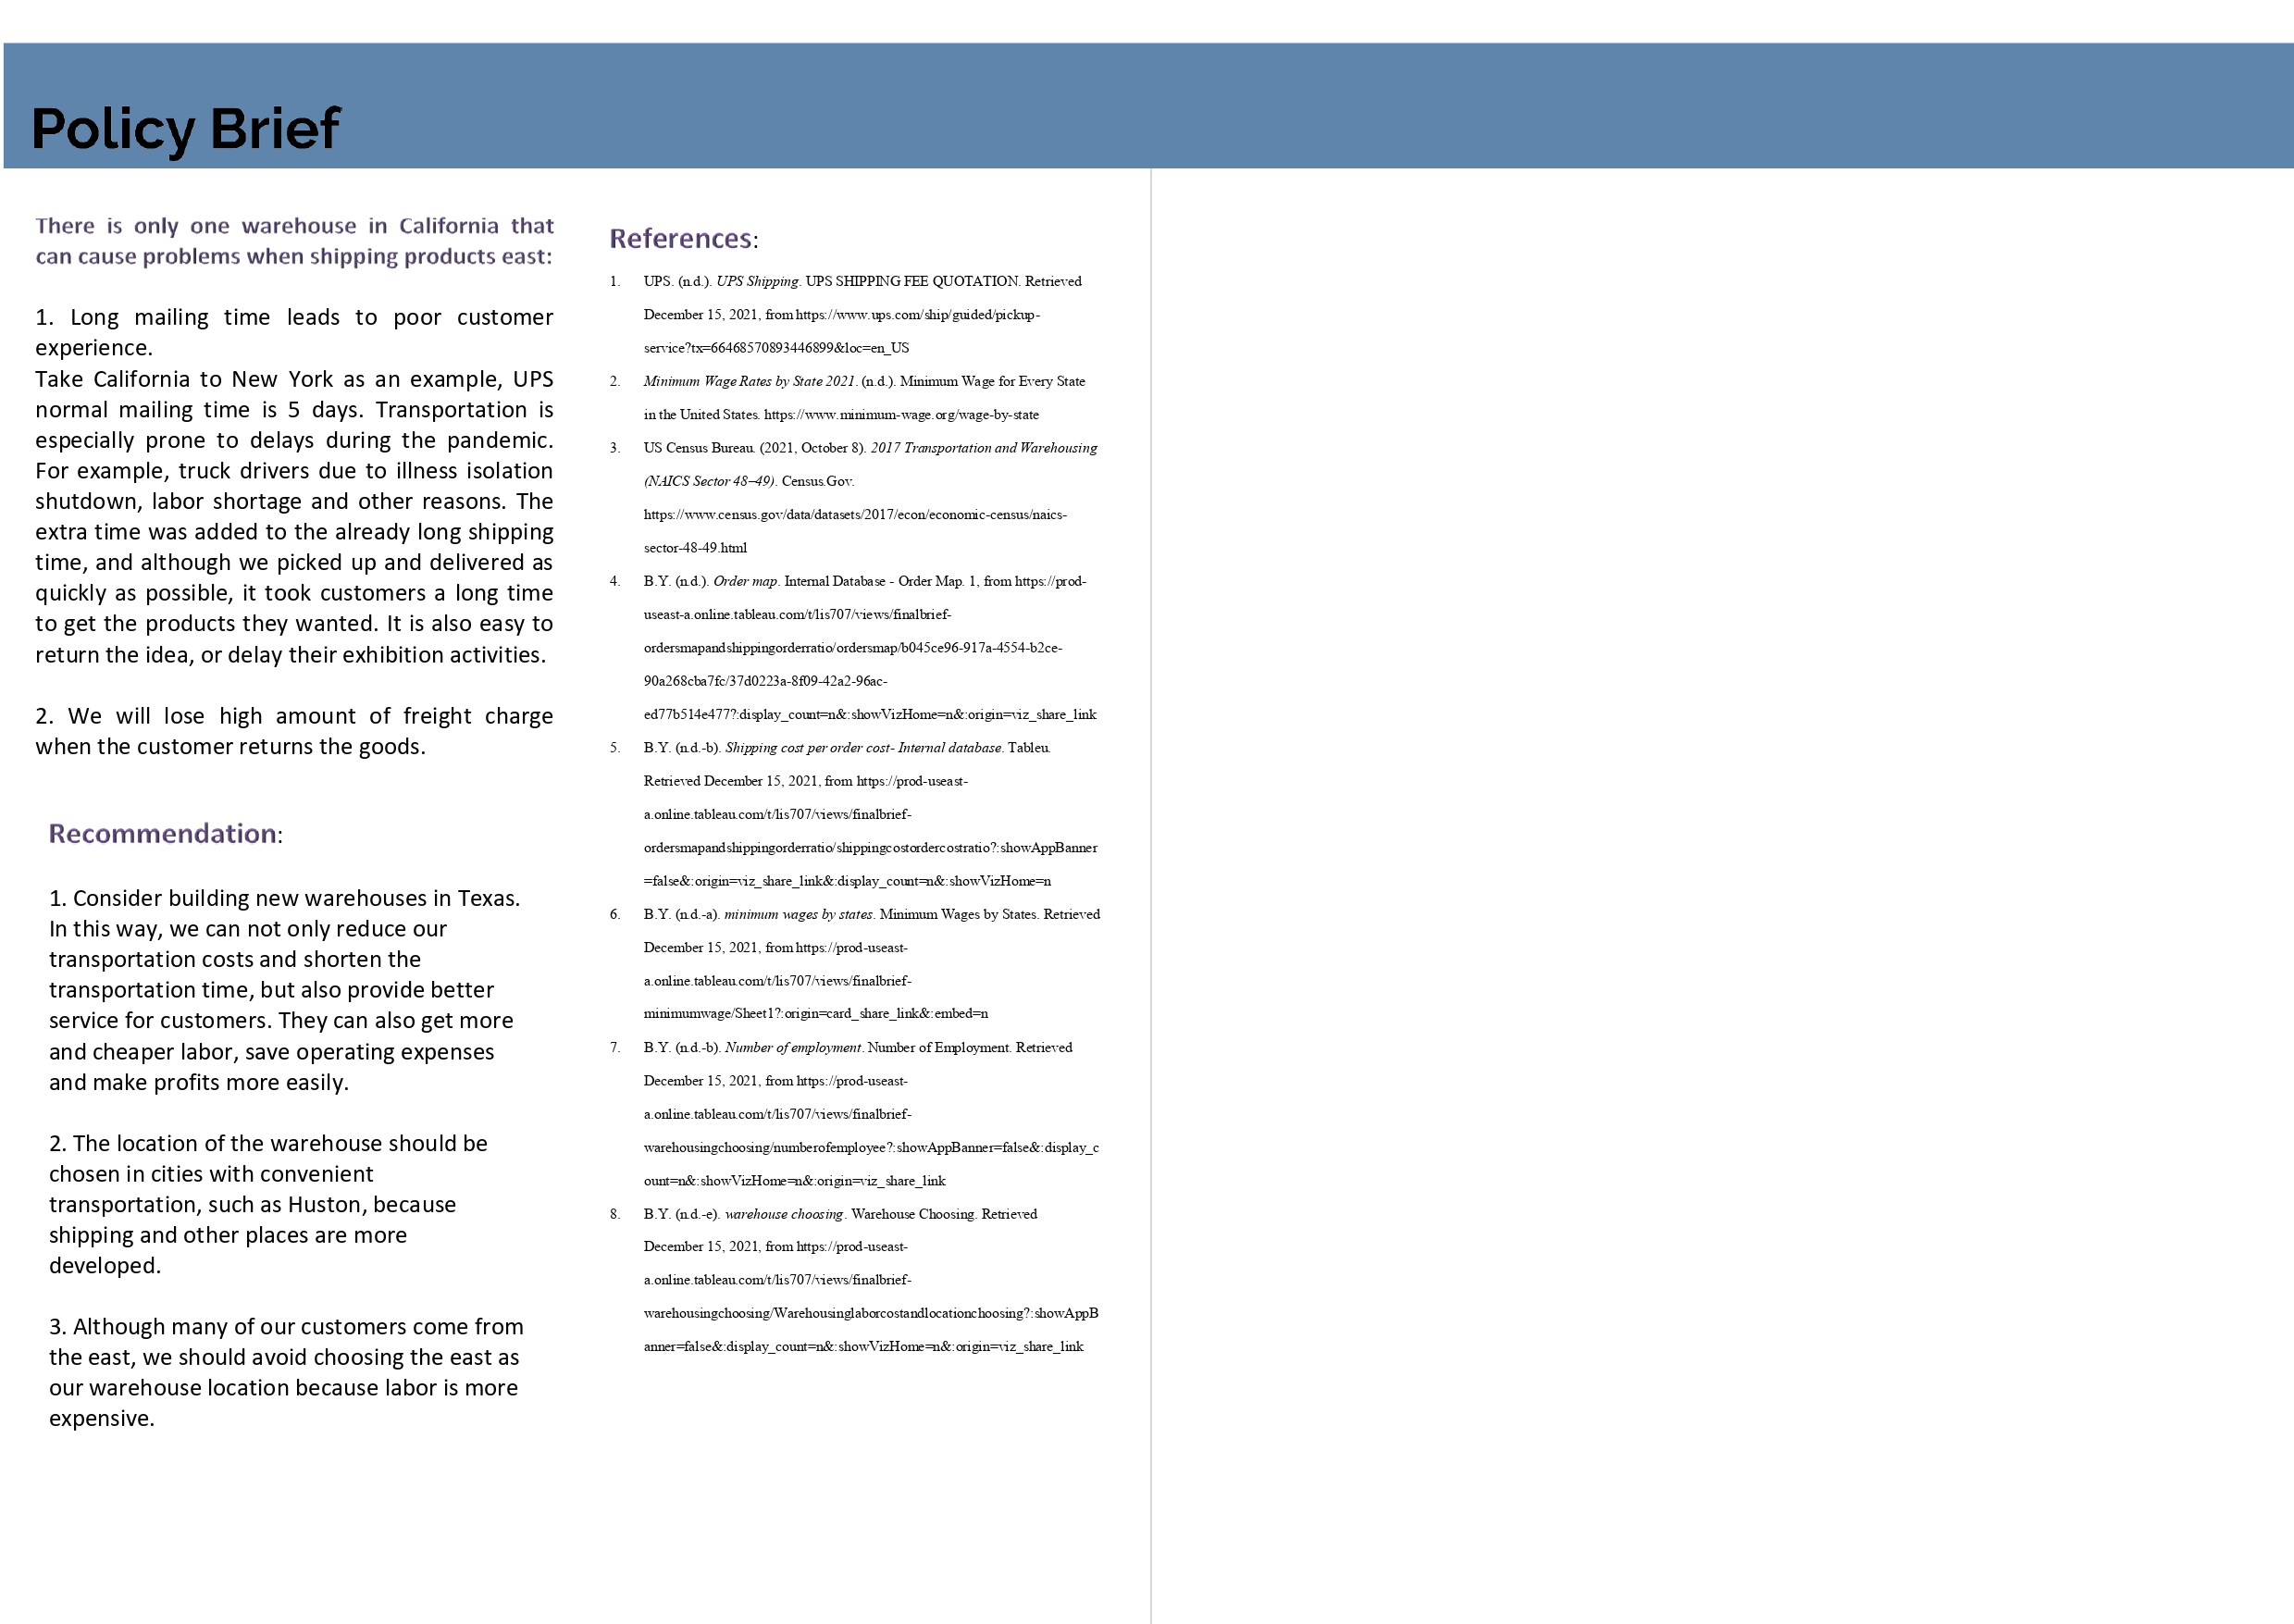 Policy Brief
There is only one warehouse in California that
can cause problems when shipping products east:
1. Long mailing time leads to poor customer
experience.
Take California to New York as an example, UPS
normal mailing time is 5 days. Transportation is
especially prone to delays during the pandemic.
For example, truck drivers due to illness isolation
shutdown, labor shortage and other reasons. The
extra time was added to the already long shipping
time, and although we picked up and delivered as
quickly as possible, it took customers a long time
to get the products they wanted. It is also easy to
return the idea, or delay their exhibition activities.
2. We will lose high amount of freight charge
when the customer returns the goods.
Recommendation:
1. Consider building new warehouses in Texas.
In this way, we can not only reduce our
transportation costs and shorten the
transportation time, but also provide better
service for customers. They can also get more
and cheaper labor, save operating expenses
and make profits more easily.
2. The location of the warehouse should be
chosen in cities with convenient
transportation, such as Huston, because
shipping and other places are more
developed.
3. Although many of our customers come from
the east, we should avoid choosing the east as
our warehouse location because labor is more
expensive.
References:
1. UPS. (n.d.). UPS Shipping. UPS SHIPPING FEE QUOTATION. Retrieved
December 15, 2021, from https://www.ups.com/ship/guided/pickup-
service?tx=66468570893446899&loc=en_US
2. Minimum Wage Rates by State 2021. (n.d.). Minimum Wage for Every State
in the United States. https://www.minimum-wage.org/wage-by-state
3. US Census Bureau. (2021, October 8). 2017 Transportation and Warehousing
(NAICS Sector 48–49). Census.Gov.
https://www.census.gov/data/datasets/2017/econ/economic-census/naics-
sector-48-49.html
4. B.Y. (n.d.). Order map. Internal Database - Order Map. 1, from https://prod-
useast-a.online.tableau.com/t/lis707/views/finalbrief-
ordersmapandshippingorderratio/ordersmap/b045ce96-917a-4554-b2ce-
90a268cba7fc/37d0223a-8f09-42a2-96ac-
ed77b514e477?:display_count=n&:showVizHome=n&:origin=viz_share_link
5. B.Y. (n.d.-b). Shipping cost per order cost- Internal database. Tableu.
Retrieved December 15, 2021, from https://prod-useast-
a.online.tableau.com/t/lis707/views/finalbrief-
ordersmapandshippingorderratio/shippingcostordercostratio?:showAppBanner
=false&:origin=viz_share_link&:display_count=n&:showVizHome=n
6. B.Y. (n.d.-a). minimum wages by states. Minimum Wages by States. Retrieved
December 15, 2021, from https://prod-useast-
a.online.tableau.com/t/lis707/views/finalbrief-
minimumwage/Sheet1?:origin=card_share_link&:embed=n
7. B.Y. (n.d.-b). Number of employment. Number of Employment. Retrieved
December 15, 2021, from https://prod-useast-
a.online.tableau.com/t/lis707/views/finalbrief-
warehousingchoosing/numberofemployee?:showAppBanner=false&:display_c
ount=n&:showVizHome=n&:origin=viz_share_link
8. B.Y. (n.d.-e). warehouse choosing. Warehouse Choosing. Retrieved
December 15, 2021, from https://prod-useast-
a.online.tableau.com/t/lis707/views/finalbrief-
warehousingchoosing/Warehousinglaborcostandlocationchoosing?:showAppB
anner=false&:display_count=n&:showVizHome=n&:origin=viz_share_link